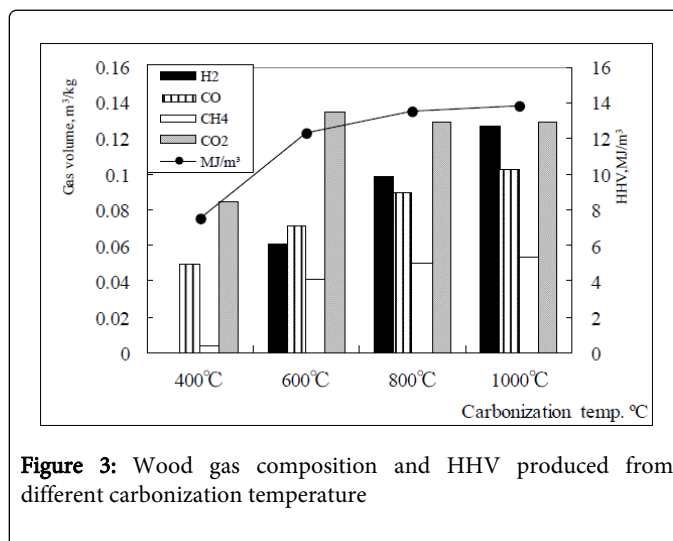 0.16
0.14
0.12
0.1
0.08
0.06
0.04
0.02
0
Gas volume, m³/kg
H2
CO
CH4
CO2
MJ/m³
16
14
12
10
8
6
4
2
0
HHV,MJ/m³
400℃ 600℃ 800℃ 1000℃
Carbonization temp. ℃
Figure 3: Wood gas composition and HHV produced from
different carbonization temperature